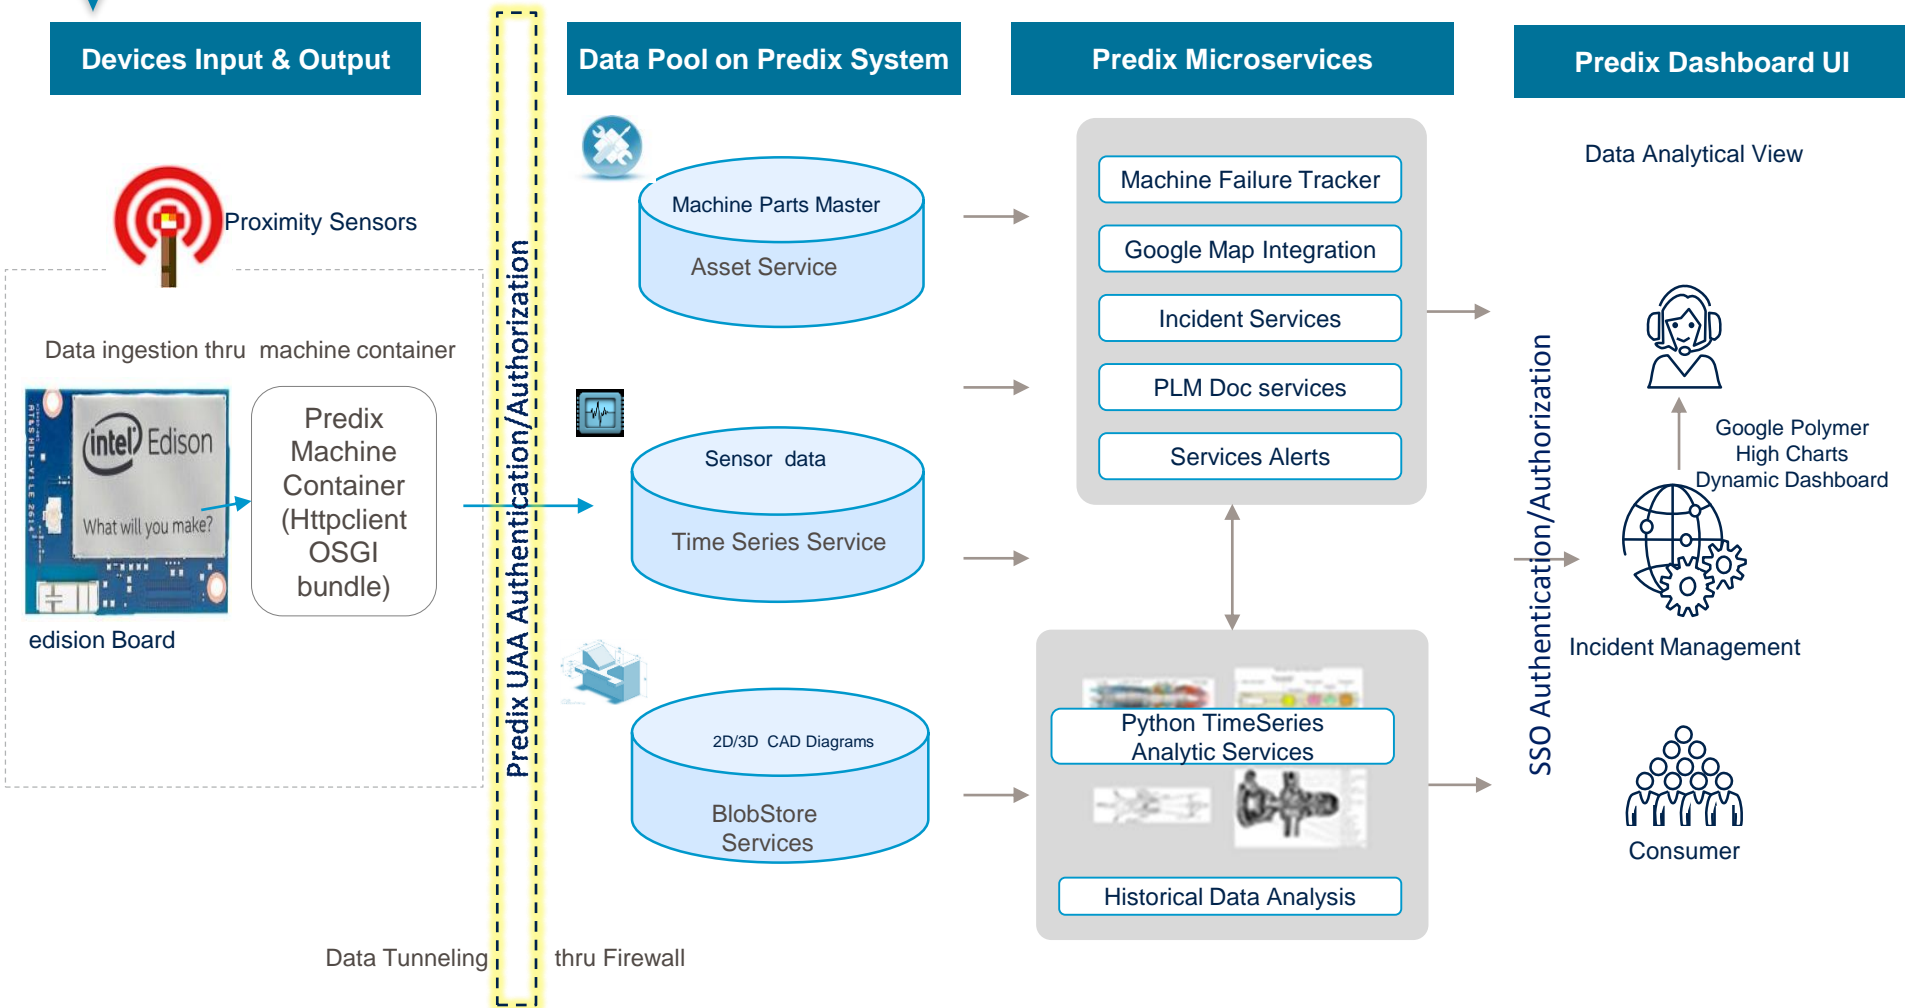 Devices Input & Output
Data Pool on Predix System
Predix Microservices
Predix Dashboard UI
Proximity Sensors
Data ingestion thru machine container
intel Edison
What will you make?
edision Board
Predix
Machine
Container
(Httpclient
OSGI
bundle)
Predix UAA Authentication/Authorization
Data Tunneling thru Firewall
Machine Parts Master
Asset Service
Sensor data
Time Series Service
2D/3D CAD Diagrams
BlobStore
Services
Machine Failure Tracker
Google Map Integration
Incident Services
PLM Doc services
Services Alerts
Python TimeSeries
Analytic Services
Historical Data Analysis
SSO Authentication/Authorization
Data Analytical View
Google Polymer
High Charts
Dynamic Dashboard
Incident Management
Consumer